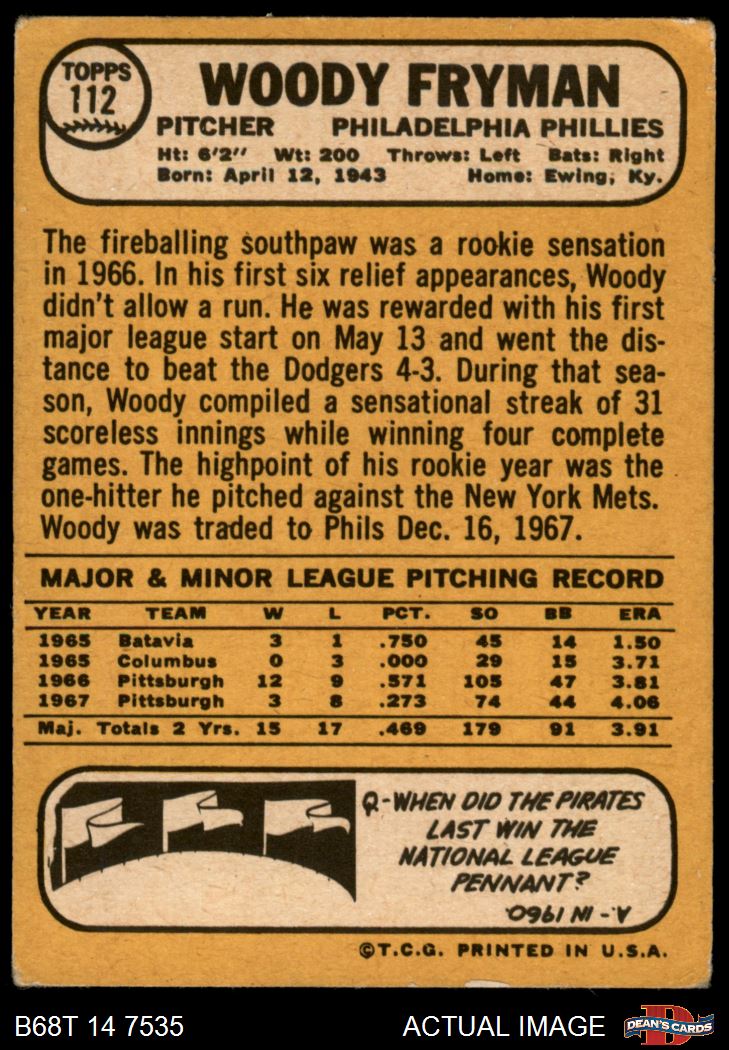 TOPPS
112
WOODY FRYMAN
PITCHER PHILADELPHIA PHILLIES
Ht: 6'2" Wt: 200 Throws: Left Bats: Right
Born: April 12, 1943 Home: Ewing, Ky.
The fireballing southpaw was a rookie sensation
in 1966. In his first six relief appearances, Woody
didn't allow a run. He was rewarded with his first
major league start on May 13 and went the dis-
tance to beat the Dodgers 4-3. During that sea-
son, Woody compiled a sensational streak of 31
scoreless innings while winning four complete
games. The highpoint of his rookie year was the
one-hitter he pitched against the New York Mets.
Woody was traded to Phils Dec. 16, 1967.
MAJOR & MINOR LEAGUE PITCHING RECORD
YEAR TEAM W L PCT. SO BB ERA
1965 Batavia 3 1 .750 45 14 1.50
1965 Columbus 0 3 .000 29 15 3.71
1966 Pittsburgh 12 9 .571 105 47 3.81
1967 Pittsburgh 3 8 .273 74 44 4.06
Maj. Totals 2 Yrs. 15 17 .469 179 91 3.91
Q-WHEN DID THE PIRATES
LAST WIN THE
NATIONAL LEAGUE
PENNANT?
A-IN 1960.
©T.C.G. PRINTED IN U.S.A.
B68T 14 7535 ACTUAL IMAGE
DEAN'S CARDS